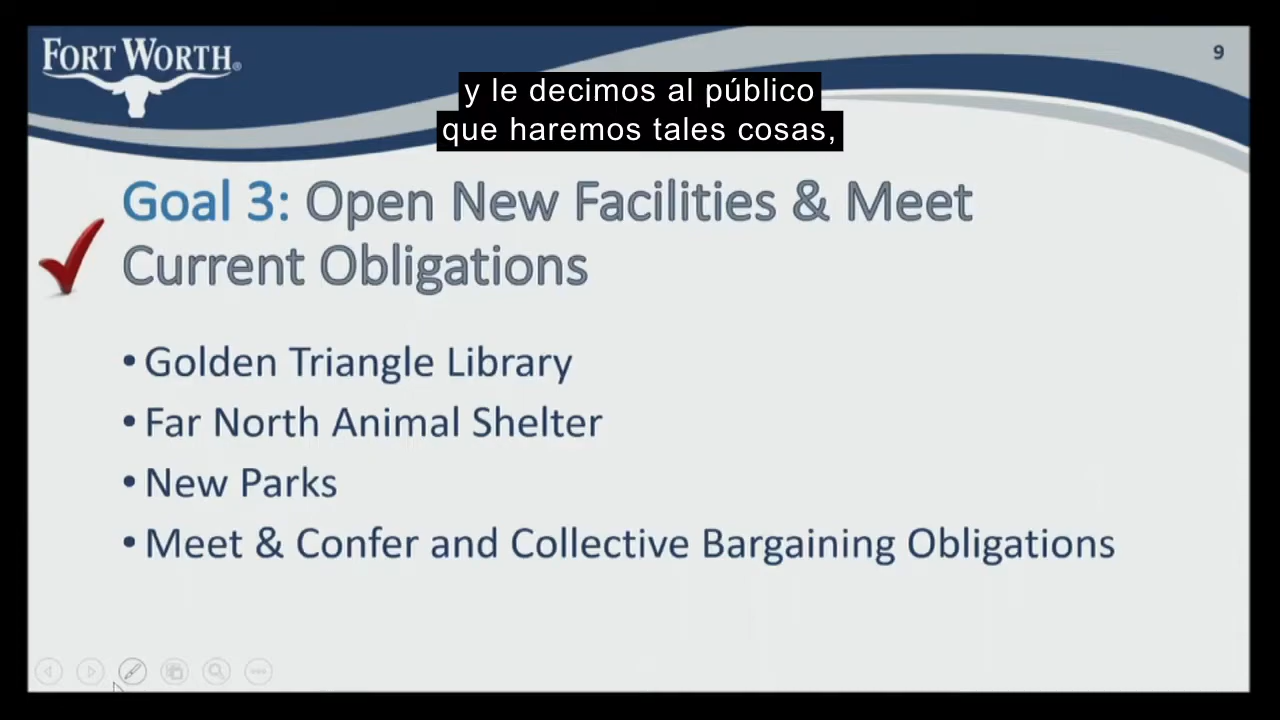 FORT WORTH®
9
y le decimos al público
que haremos tales cosas,
Goal 3: Open New Facilities & Meet
Current Obligations
• Golden Triangle Library
• Far North Animal Shelter
• New Parks
• Meet & Confer and Collective Bargaining Obligations